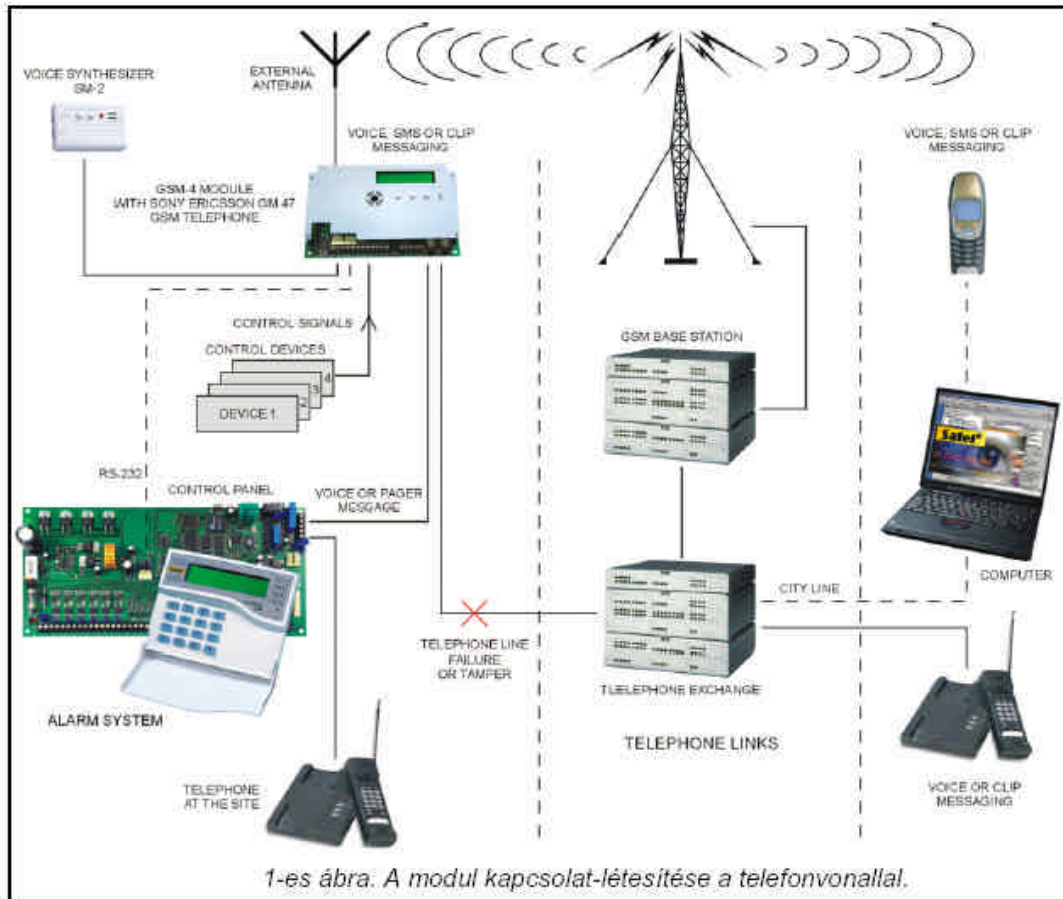 VOICE SYNTHESIZER
SM-2
EXTERNAL
ANTENNA
VOICE, SMS OR CLIP
MESSAGING
GSM-4 MODULE
WITH SONY ERICSSON GM 47
GSM TELEPHONE
CONTROL SIGNALS
CONTROL DEVICES
4
3
2
DEVICE 1
RS-232
CONTROL PANEL
VOICE OR PAGER
MESSAGE
ALARM SYSTEM
TELEPHONE LINE
FAILURE
OR TAMPER
TELEPHONE
AT THE SITE
GSM BASE STATION
CITY LINE
TLELEPHONE EXCHANGE
TELEPHONE LINKS
VOICE, SMS OR CLIP
MESSAGING
Satel
COMPUTER
VOICE OR CLIP
MESSAGING
1-es ábra. A modul kapcsolat-létesítése a telefonvonallal.